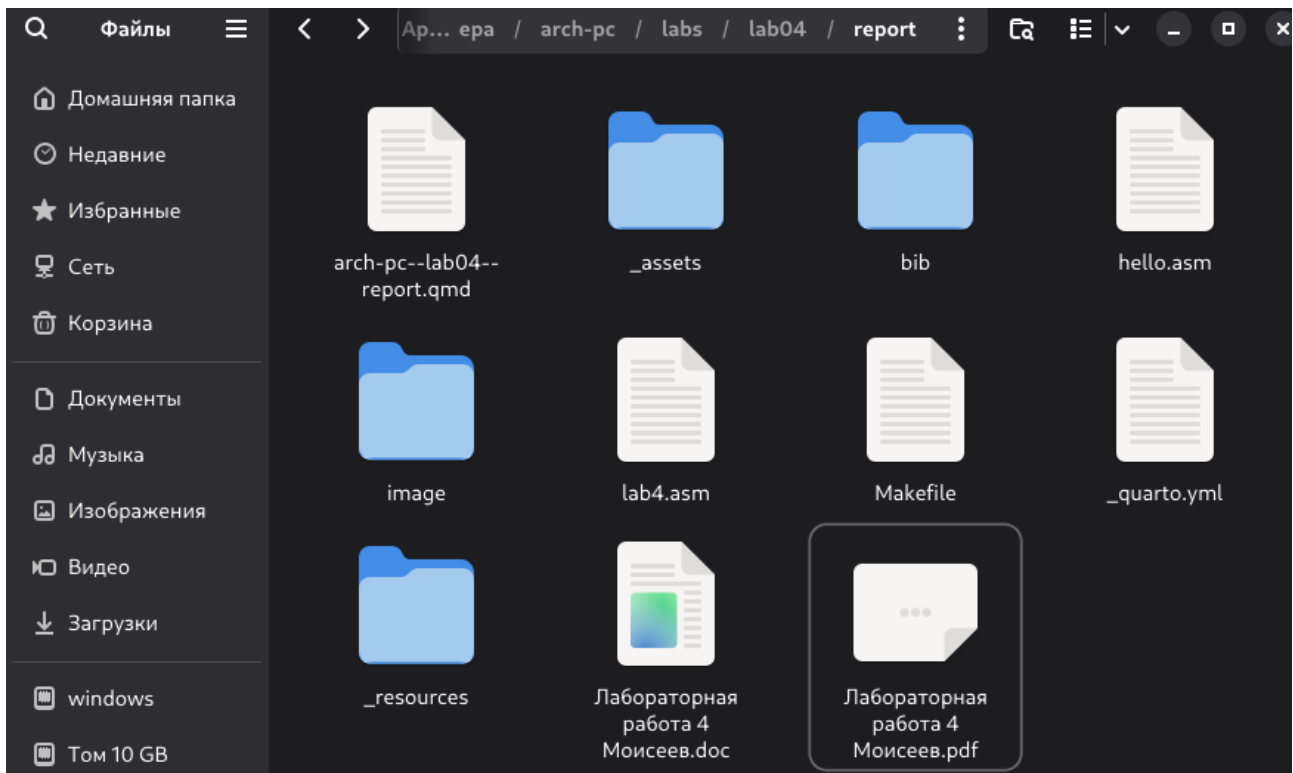 Файлы
Ap... epa / arch-pc / labs / lab04 / report
Домашняя папка
Недавние
Избранные
Сеть
Корзина
Документы
Музыка
Изображения
Видео
Загрузки
windows
Том 10 GB
arch-pc--lab04--
report.qmd
_assets
bib
hello.asm
image
lab4.asm
Makefile
_quarto.yml
_resources
Лабораторная
работа 4
Моисеев.doc
Лабораторная
работа 4
Моисеев.pdf